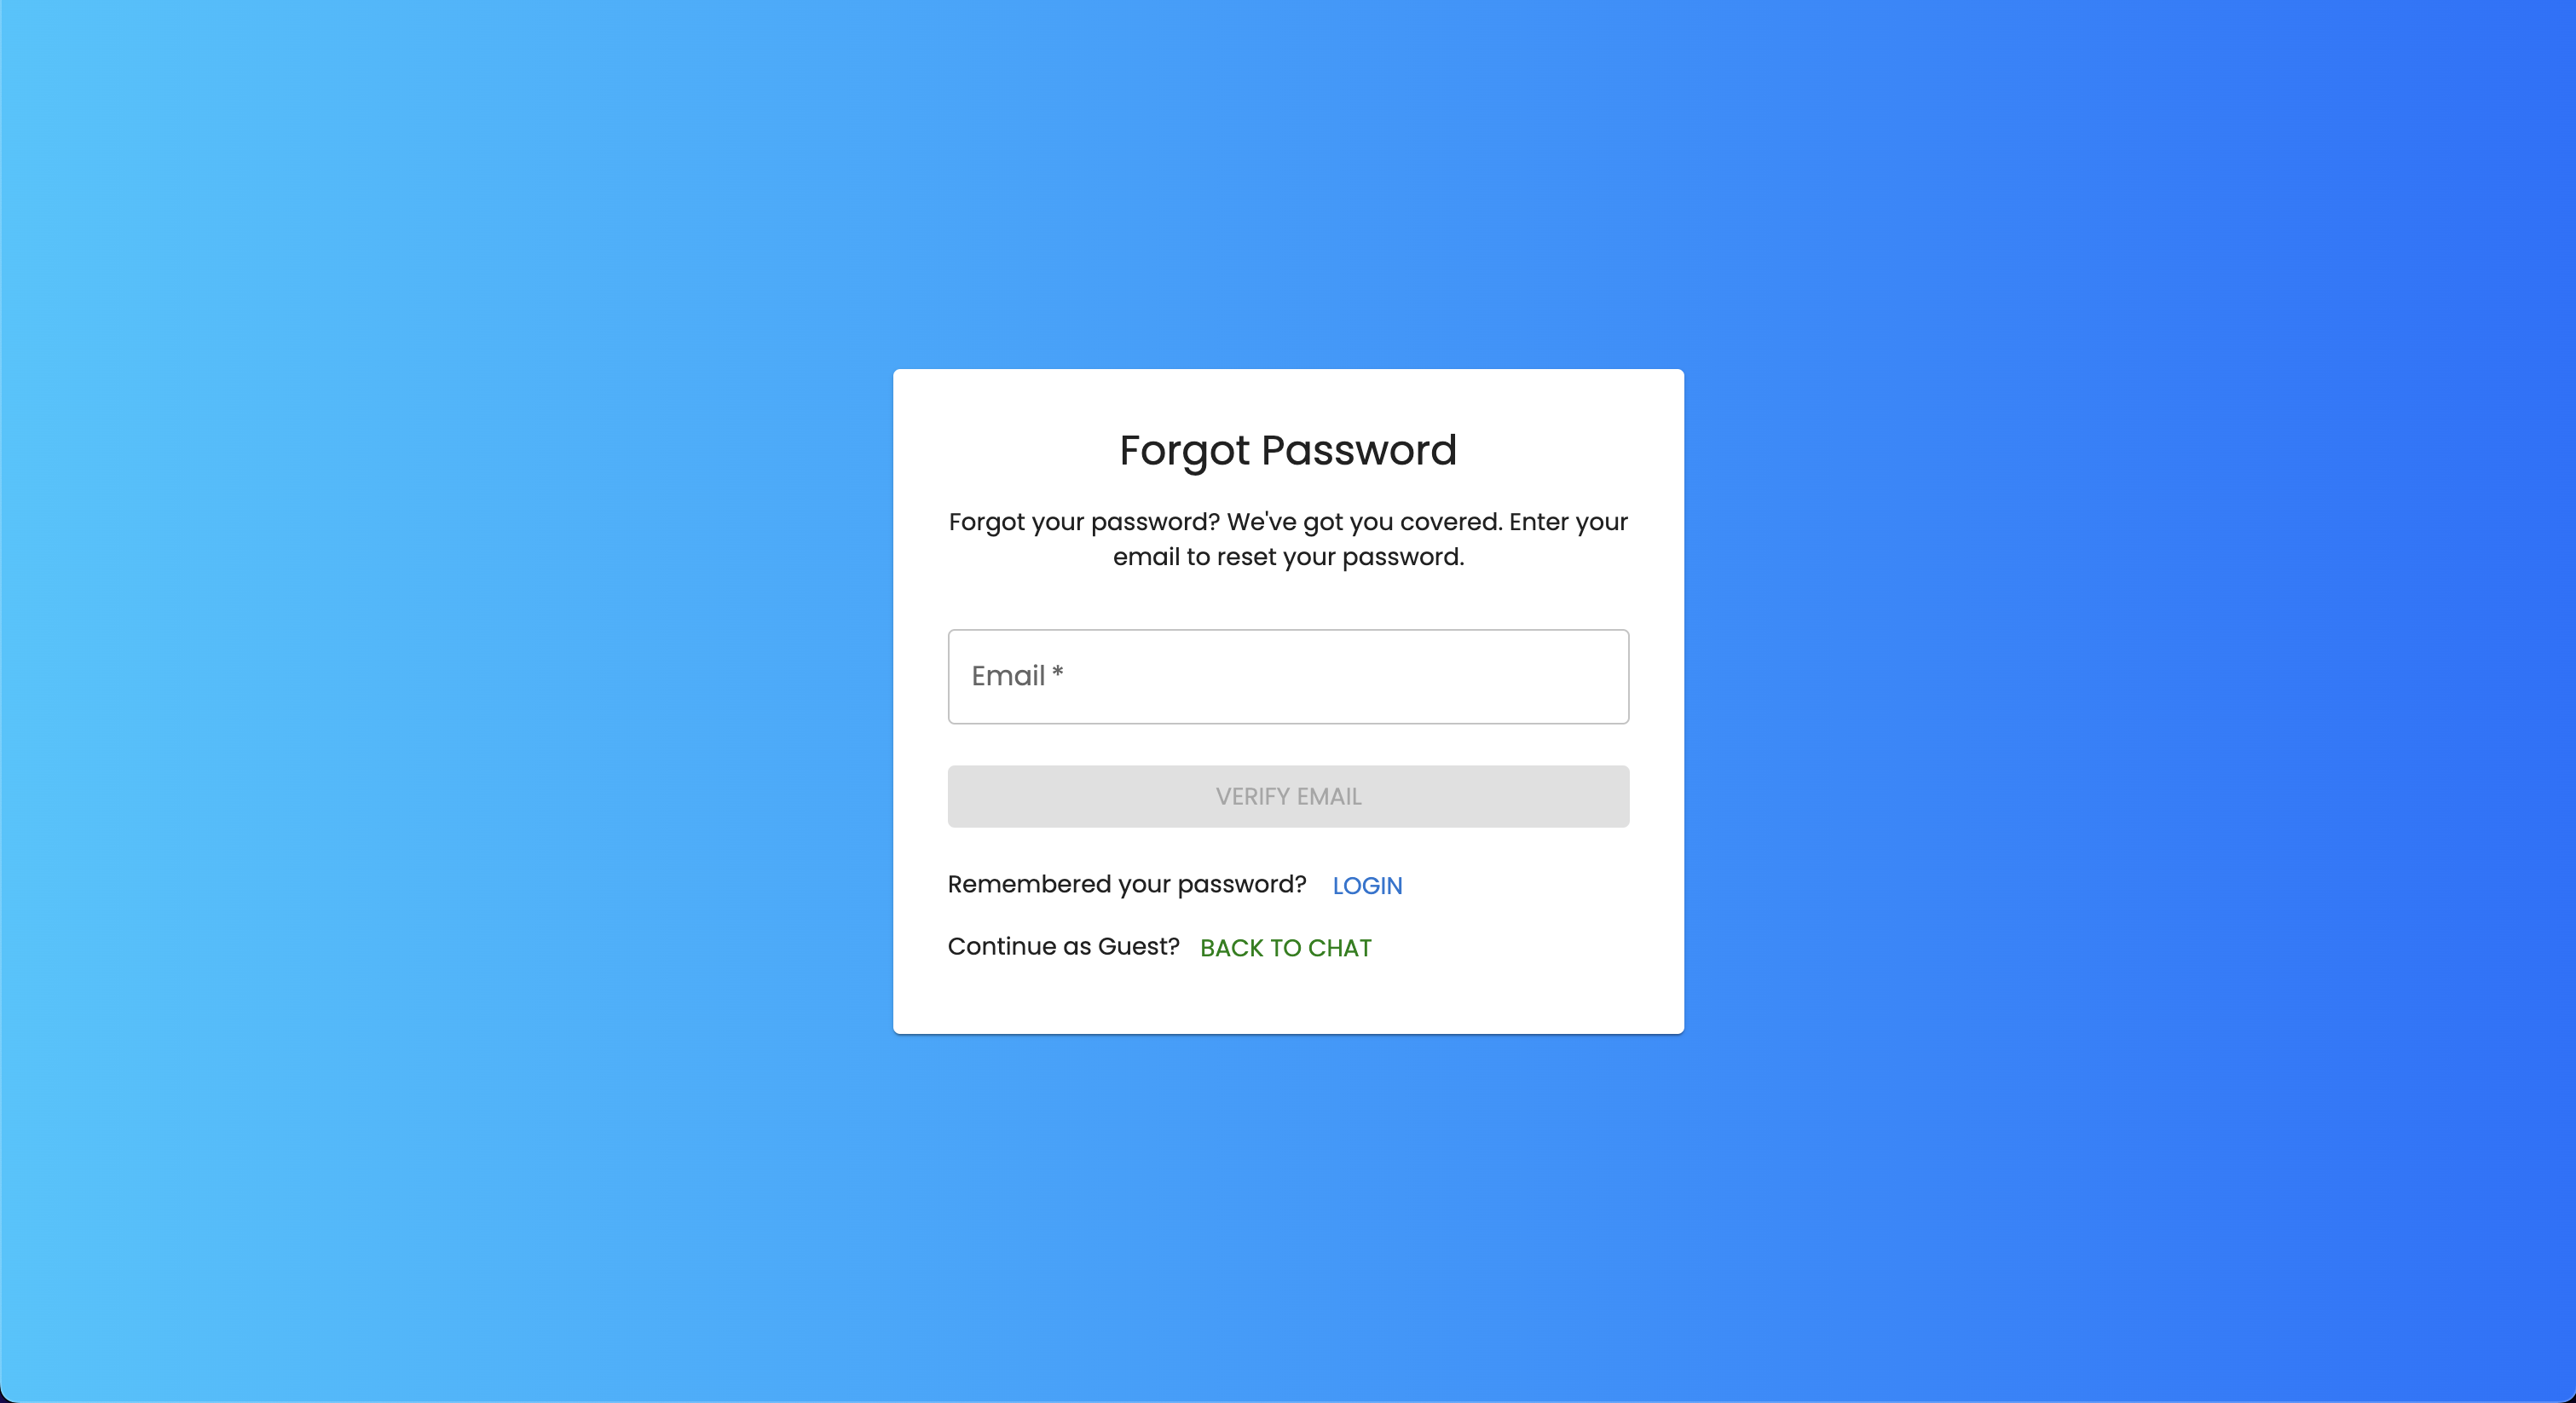 Forgot Password
Forgot your password? We've got you covered. Enter your
email to reset your password.
Email *
VERIFY EMAIL
Remembered your password? LOGIN
Continue as Guest? BACK TO CHAT